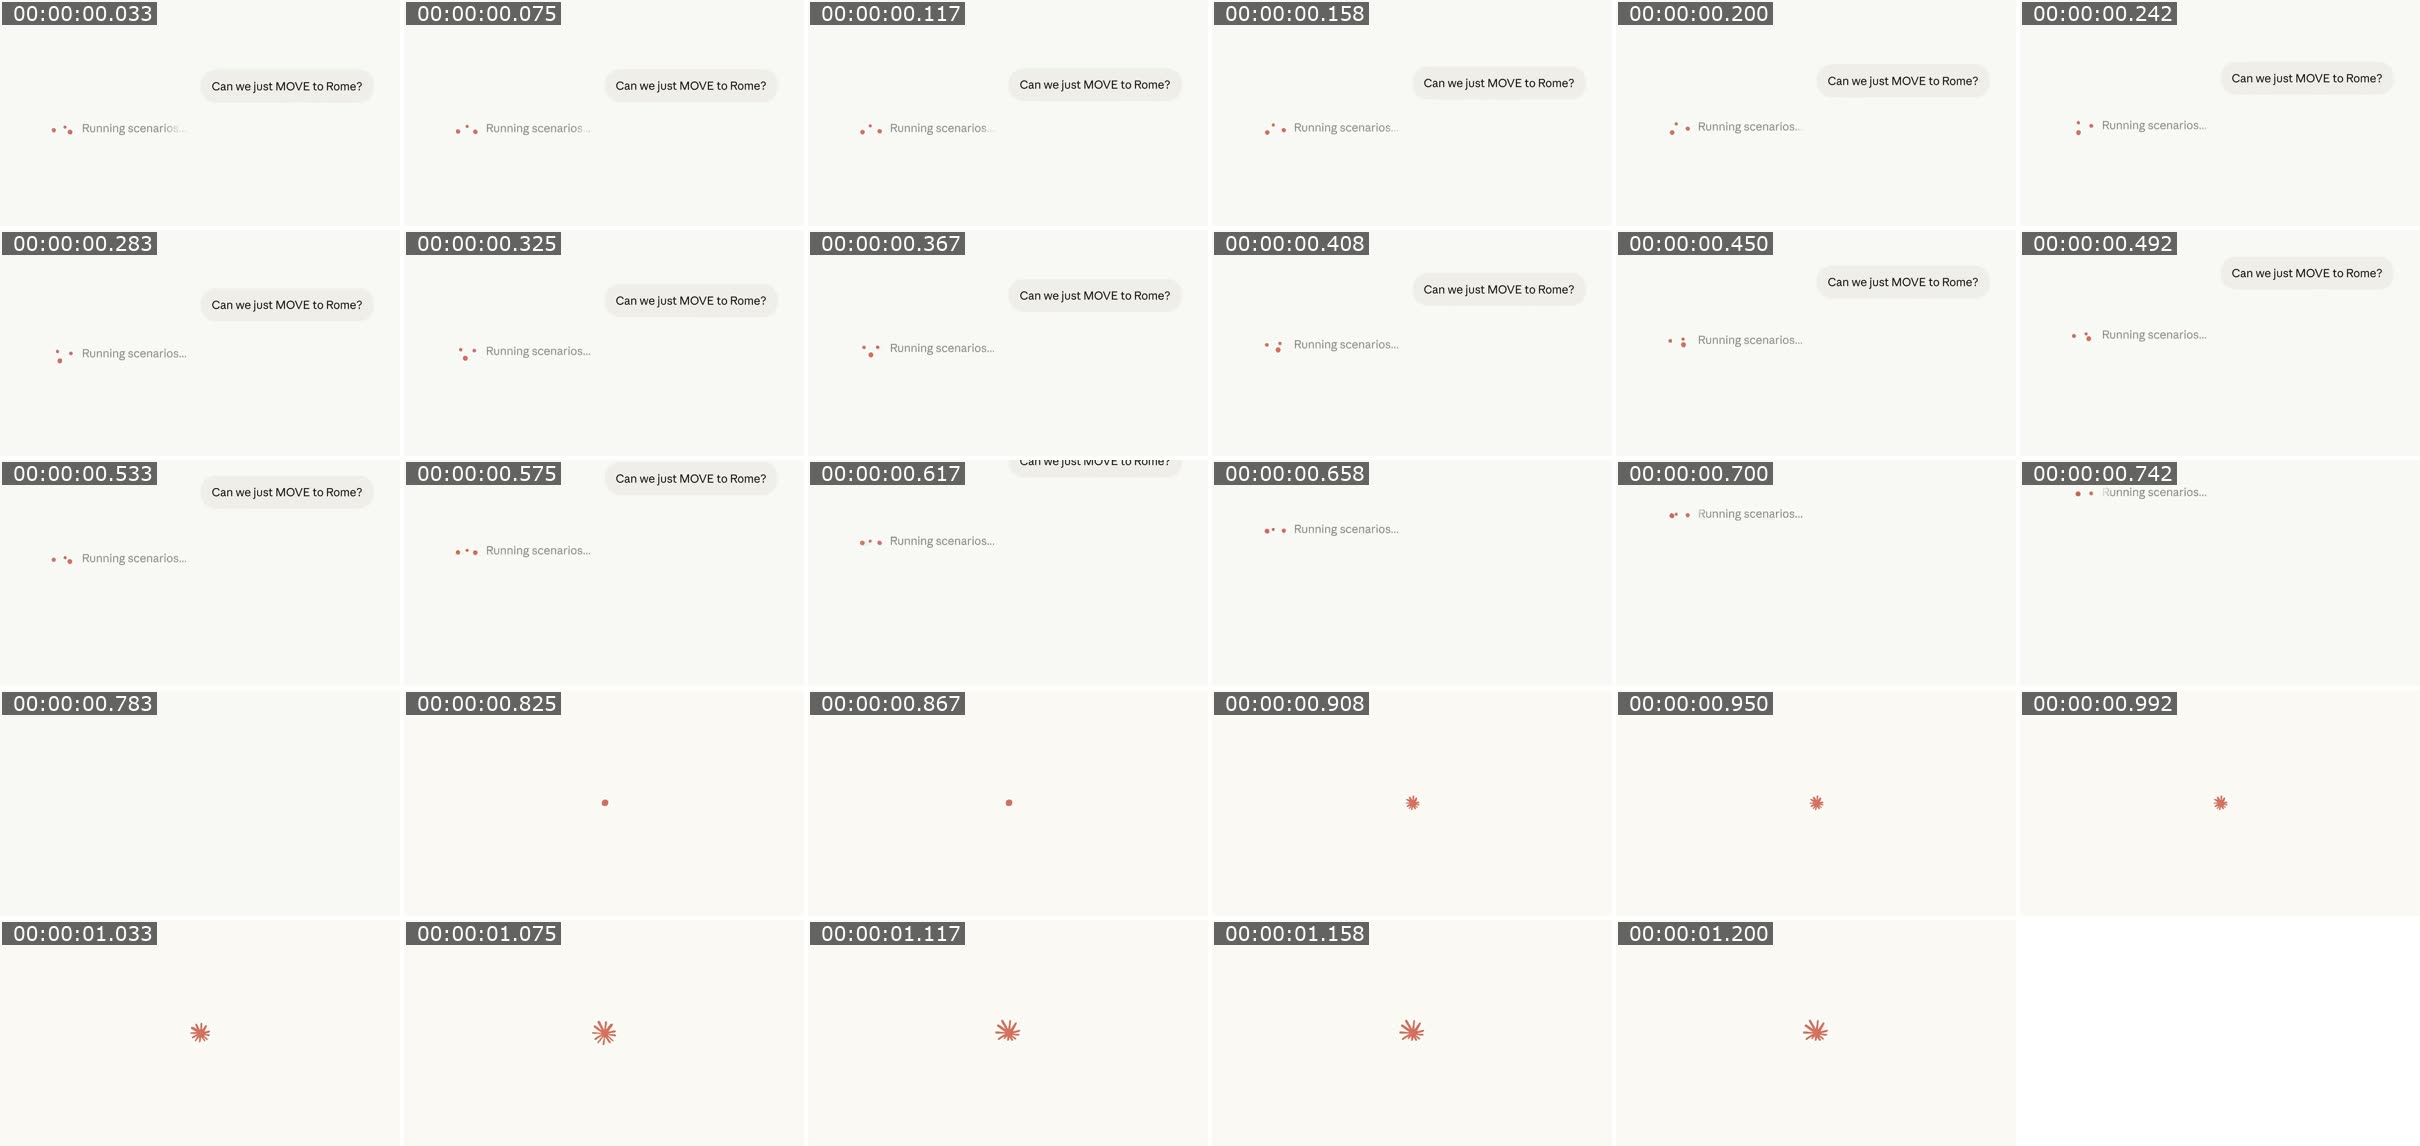 00:00:00.033
00:00:00.075
00:00:00.117
00:00:00.158
00:00:00.200
00:00:00.242
Can we just MOVE to Rome?
Can we just MOVE to Rome?
Can we just MOVE to Rome?
Can we just MOVE to Rome?
Can we just MOVE to Rome?
Can we just MOVE to Rome?
Running scenarios...
Running scenarios...
Running scenarios...
Running scenarios...
Running scenarios...
Running scenarios...
00:00:00.283
00:00:00.325
00:00:00.367
00:00:00.408
00:00:00.450
00:00:00.492
Can we just MOVE to Rome?
Can we just MOVE to Rome?
Can we just MOVE to Rome?
Can we just MOVE to Rome?
Can we just MOVE to Rome?
Can we just MOVE to Rome?
Running scenarios...
Running scenarios...
Running scenarios...
Running scenarios...
Running scenarios...
Running scenarios...
00:00:00.533
00:00:00.575
00:00:00.617
00:00:00.658
00:00:00.700
00:00:00.742
Can we just MOVE to Rome?
Can we just MOVE to Rome?
Can we just MOVE to Rome?
Running scenarios...
Running scenarios...
Running scenarios...
Running scenarios...
Running scenarios...
Running scenarios...
00:00:00.783
00:00:00.825
00:00:00.867
00:00:00.908
00:00:00.950
00:00:00.992
00:00:01.033
00:00:01.075
00:00:01.117
00:00:01.158
00:00:01.200